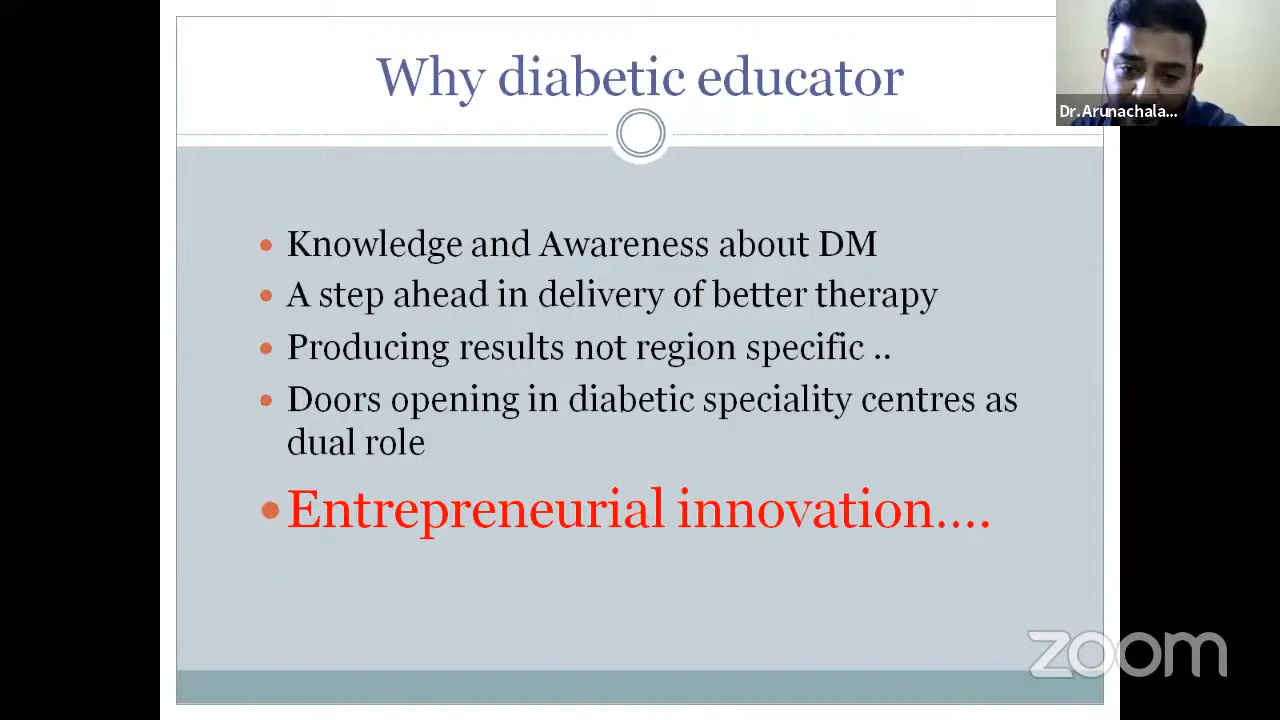 Why diabetic educator
Dr.Arunachala...
Knowledge and Awareness about DM
A step ahead in delivery of better therapy
Producing results not region specific ..
Doors opening in diabetic speciality centres as
dual role
Entrepreneurial innovation....
zoom